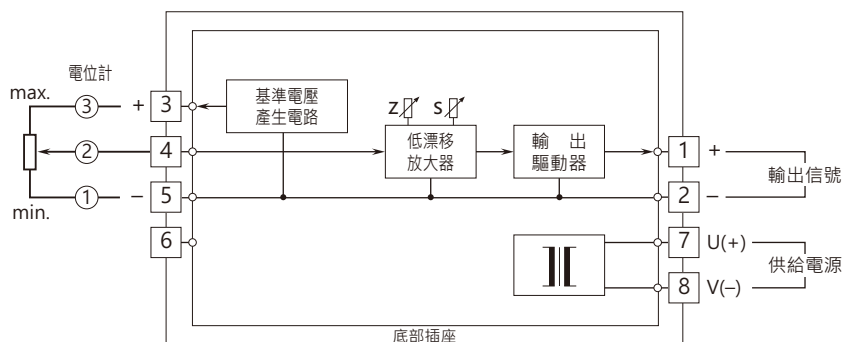 電位計
max.
③
+
3
②
4
①
–
5
min.
6
基準電壓
產生電路
Z
S
低漂移
放大器
輸 出
驅動器
1
+
2
–
輸出信號
7
U(+)
8
V(–)
供給電源
底部插座